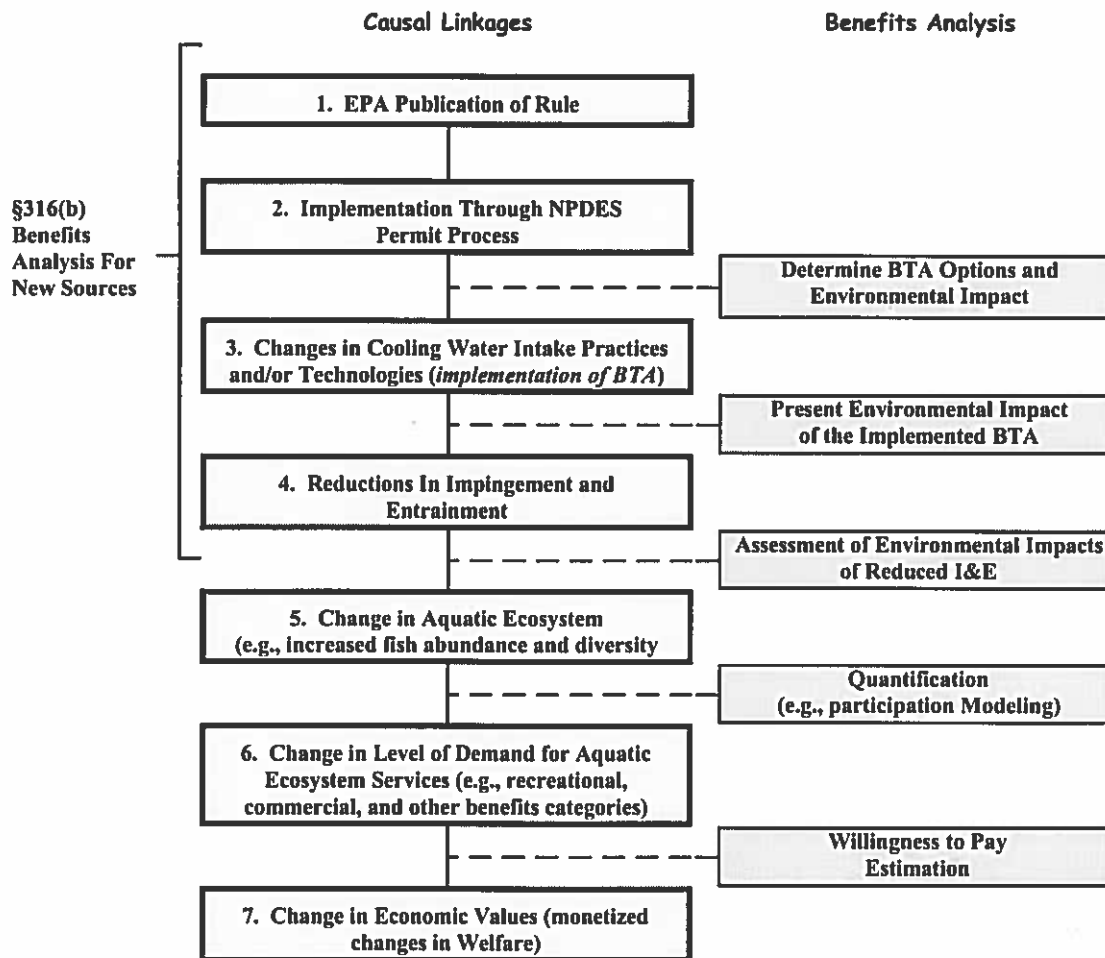 Causal Linkages
Benefits Analysis
1. EPA Publication of Rule
§316(b)
Benefits
Analysis For
New Sources
2. Implementation Through NPDES
Permit Process
Determine BTA Options and
Environmental Impact
3. Changes in Cooling Water Intake Practices
and/or Technologies (implementation of BTA)
Present Environmental Impact
of the Implemented BTA
4. Reductions In Impingement and
Entrainment
Assessment of Environmental Impacts
of Reduced I&E
5. Change in Aquatic Ecosystem
(e.g., increased fish abundance and diversity
Quantification
(e.g., participation Modeling)
6. Change in Level of Demand for Aquatic
Ecosystem Services (e.g., recreational,
commercial, and other benefits categories)
Willingness to Pay
Estimation
7. Change in Economic Values (monetized
changes in Welfare)